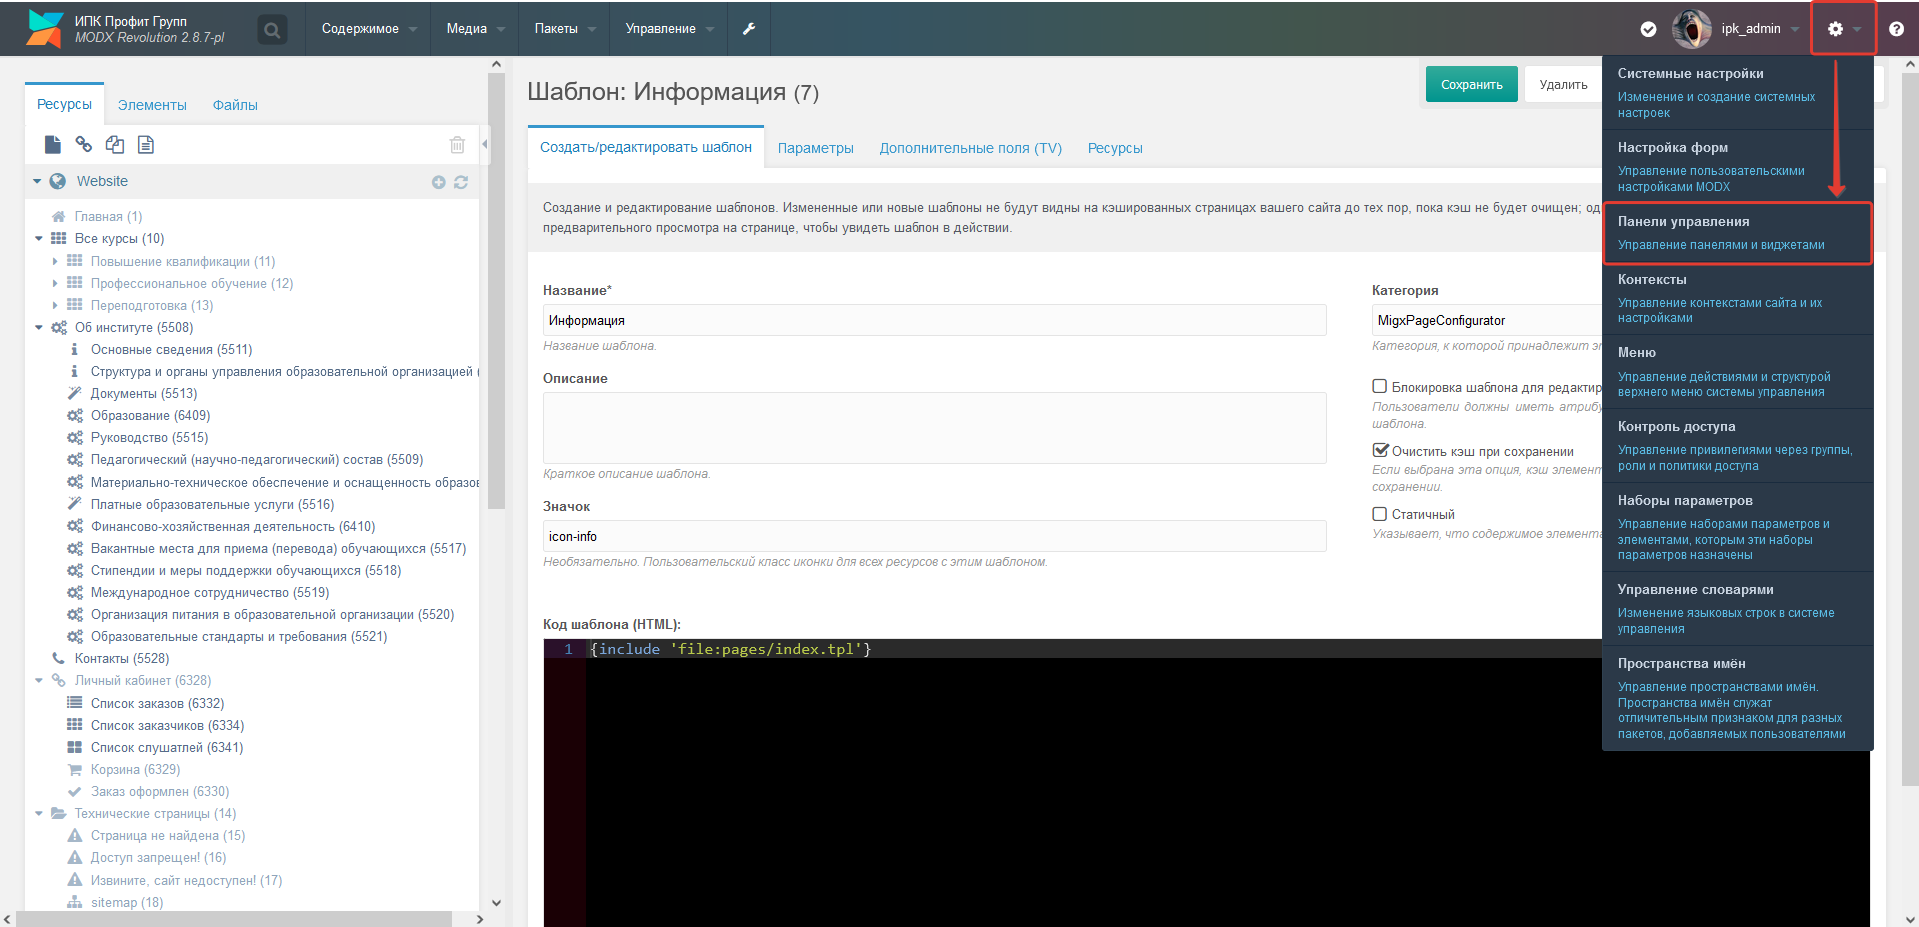 ИПК Профит Групп
MODX Revolution 2.8.7-pl
Содержимое
Медиа
Пакеты
Управление
ipk_admin
Ресурсы
Элементы
Файлы
Website
Главная (1)
Все курсы (10)
Повышение квалификации (11)
Профессиональное обучение (12)
Переподготовка (13)
Об институте (5508)
Основные сведения (5511)
Структура и органы управления образовательной организацией (
Документы (5513)
Образование (6409)
Руководство (5515)
Педагогический (научно-педагогический) состав (5509)
Материально-техническое обеспечение и оснащенность образов
Платные образовательные услуги (5516)
Финансово-хозяйственная деятельность (6410)
Вакантные места для приема (перевода) обучающихся (5517)
Стипендии и меры поддержки обучающихся (5518)
Международное сотрудничество (5519)
Организация питания в образовательной организации (5520)
Образовательные стандарты и требования (5521)
Контакты (5528)
Личный кабинет (6328)
Список заказов (6332)
Список заказчиков (6334)
Список слушатлей (6341)
Корзина (6329)
Заказ оформлен (6330)
Технические страницы (14)
Страница не найдена (15)
Доступ запрещен! (16)
Извините, сайт недоступен! (17)
sitemap (18)
Шаблон: Информация (7)
Сохранить
Удалить
Создать/редактировать шаблон
Параметры
Дополнительные поля (TV)
Ресурсы
Создание и редактирование шаблонов. Измененные или новые шаблоны не будут видны на кэшированных страницах вашего сайта до тех пор, пока кэш не будет очищен; од
предварительного просмотра на странице, чтобы увидеть шаблон в действии.
Название*
Информация
Название шаблона.
Описание
Краткое описание шаблона.
Значок
icon-info
Необязательно. Пользовательский класс иконки для всех ресурсов с этим шаблоном.
Категория
MigxPageConfigurator
Категория, к которой принадлежит э
Блокировка шаблона для редактир
Пользователи должны иметь атрибу
шаблона.
Очистить кэш при сохранении
Если выбрана эта опция, кэш элемент
сохранении.
Статичный
Указывает, что содержимое элемента
Код шаблона (HTML):
1 {include 'file:pages/index.tpl'}
Системные настройки
Изменение и создание системных
настроек
Настройка форм
Управление пользовательскими
настройками MODX
Панели управления
Управление панелями и виджетами
Контексты
Управление контекстами сайта и их
настройками
Меню
Управление действиями и структурой
верхнего меню системы управления
Контроль доступа
Управление привилегиями через группы,
роли и политики доступа
Наборы параметров
Управление наборами параметров и
элементами, которым эти наборы
параметров назначены
Управление словарями
Изменение языковых строк в системе
управления
Пространства имён
Управление пространствами имён.
Пространства имён служат
отличительным признаком для разных
пакетов, добавляемых пользователями